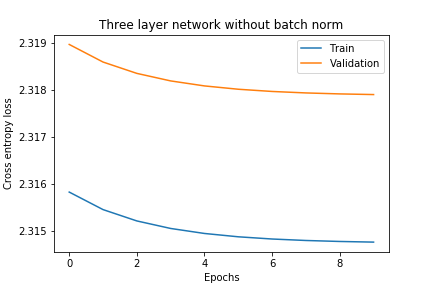 Three layer network without batch norm
Train
Validation
Cross entropy loss
2.319
2.318
2.317
2.316
2.315
0 2 4 6 8
Epochs